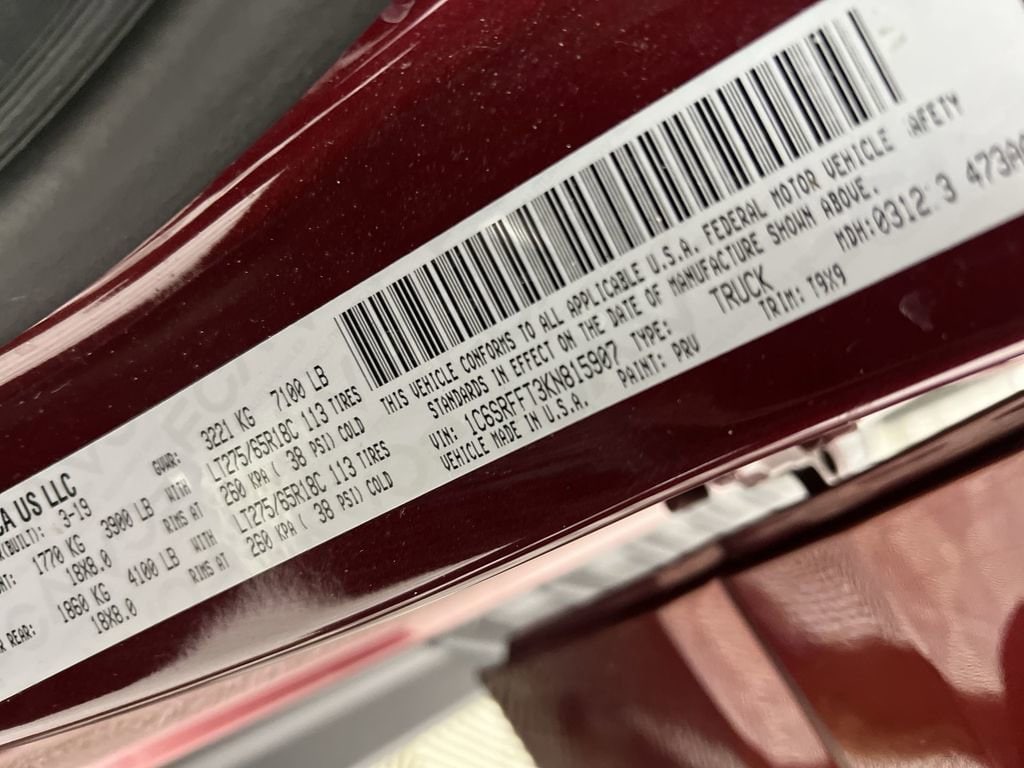 CA US LLC
(BUILT): 3-19
GVWR: 3221 KG 7100 LB
AT: 1770 KG 3900 LB WITH LT275/65R18C 113 TIRES
18X8.0 RIMS AT 260 KPA ( 38 PSI) COLD
REAR: 1860 KG 4100 LB WITH LT275/65R18C 113 TIRES
18X8.0 RIMS AT 260 KPA ( 38 PSI) COLD
THIS VEHICLE CONFORMS TO ALL APPLICABLE U.S.A. FEDERAL MOTOR VEHICLE AFETY
STANDARDS IN EFFECT ON THE DATE OF MANUFACTURE SHOWN ABOVE.
VIN: 1C6SRFFT3KN815907 TYPE: TRUCK MDH:0312 3 473A
VEHICLE MADE IN U.S.A. PAINT: PRV TRIM: T9X9